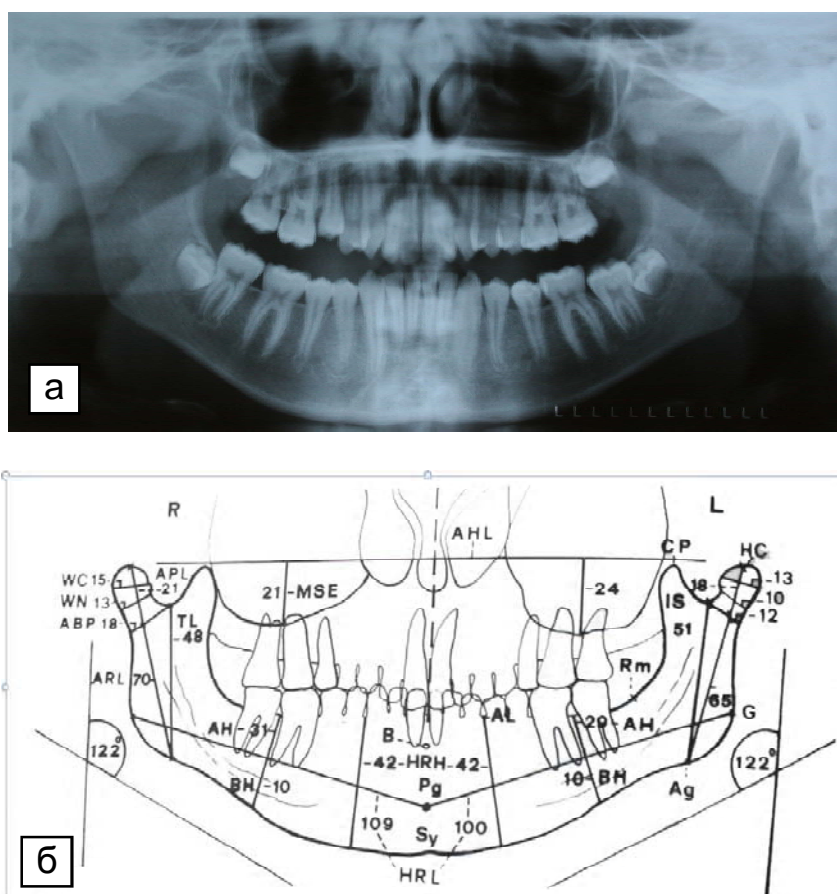 L L L L L L L L L L L L L
а
R
L
AHL
CP
HC
WC 15
APL
-21
21-MSE
-24
18
-13
WN 13
-10
ABP 18
TL
IS
-12
-48
51
Rm
ARL 70
-65
G
AH-31
AL
-29 AH
B
-42-HRH-42-
122°
BH-10
Pg
10 BH
Ag
122°
109
100
Sy
HRL
б